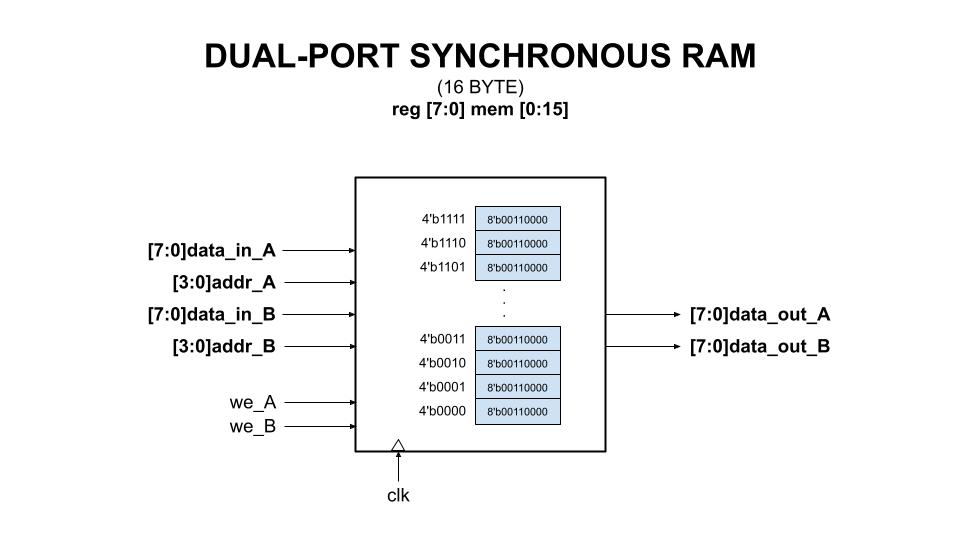 DUAL-PORT SYNCHRONOUS RAM
(16 BYTE)
reg [7:0] mem [0:15]
4'b1111 8'b00110000
4'b1110 8'b00110000
4'b1101 8'b00110000
.
.
.
4'b0011 8'b00110000
4'b0010 8'b00110000
4'b0001 8'b00110000
4'b0000 8'b00110000
[7:0]data_in_A
[3:0]addr_A
[7:0]data_in_B
[3:0]addr_B
we_A
we_B
clk
[7:0]data_out_A
[7:0]data_out_B